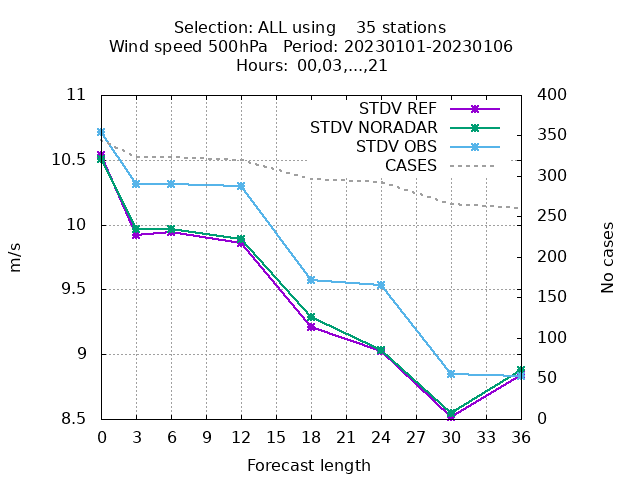 Selection: ALL using    35 stations
Wind speed 500hPa   Period: 20230101-20230106
Hours: 00,03,...,21
STDV REF
STDV NORADAR
STDV OBS
CASES
m/s
11
10.5
10
9.5
9
8.5
400
350
300
250
200
150
100
50
0
No cases
0 3 6 9 12 15 18 21 24 27 30 33 36
Forecast length